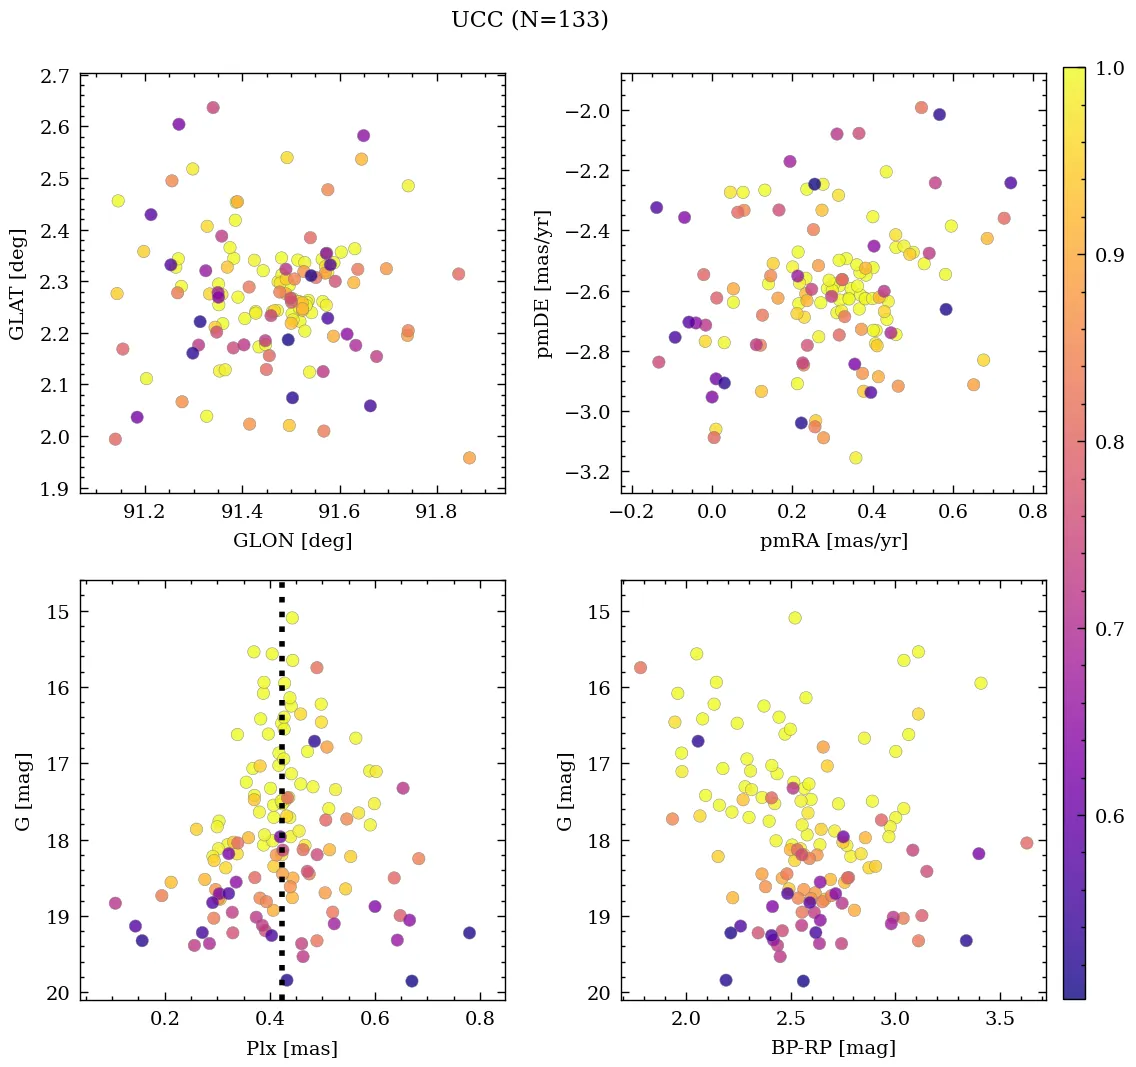 UCC (N=133)
2.7
2.6
2.5
2.4
2.3
2.2
2.1
2.0
1.9
GLAT [deg]
91.2 91.4 91.6 91.8
GLON [deg]
−2.0
−2.2
−2.4
−2.6
−2.8
−3.0
−3.2
pmDE [mas/yr]
−0.2 0.0 0.2 0.4 0.6 0.8
pmRA [mas/yr]
15
16
17
18
19
20
G [mag]
0.2 0.4 0.6 0.8
Plx [mas]
15
16
17
18
19
20
G [mag]
2.0 2.5 3.0 3.5
BP-RP [mag]
1.0
0.9
0.8
0.7
0.6